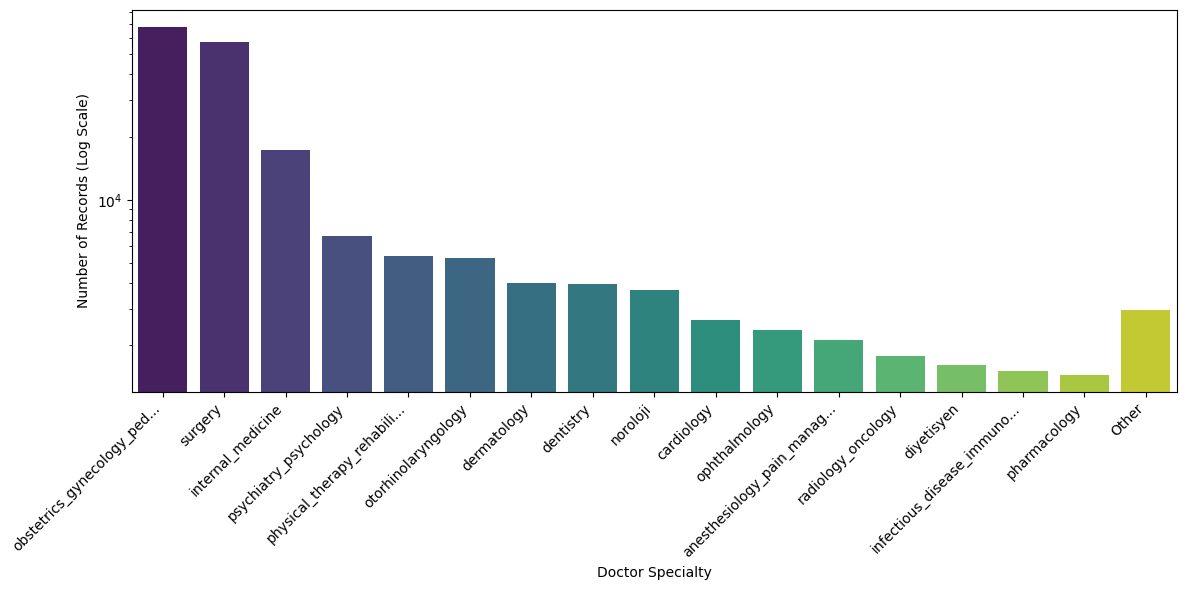 Number of Records (Log Scale)
10⁴
obstetrics_gynecology_ped...
surgery
internal_medicine
psychiatry_psychology
physical_therapy_rehabili...
otorhinolaryngology
dermatology
dentistry
noroloji
cardiology
ophthalmology
anesthesiology_pain_manag...
radiology_oncology
diyetisyen
infectious_disease_immuno...
pharmacology
Other
Doctor Specialty